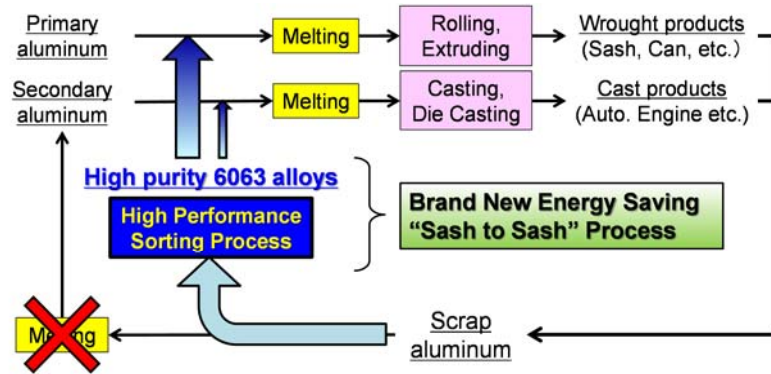 Primary
aluminum
Melting
Rolling,
Extruding
Wrought products
(Sash, Can, etc.)
Secondary
aluminum
Melting
Casting,
Die Casting
Cast products
(Auto. Engine etc.)
High purity 6063 alloys
High Performance
Sorting Process
Brand New Energy Saving
“Sash to Sash” Process
Melting
Scrap
aluminum